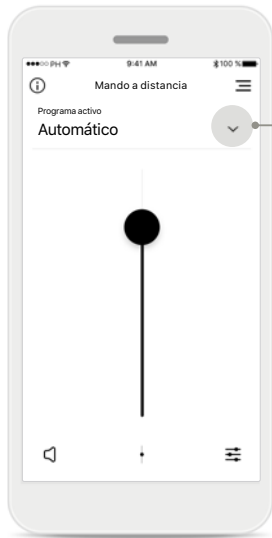 PH 9:41 AM 100 %
Mando a distancia
Programa activo
Automático